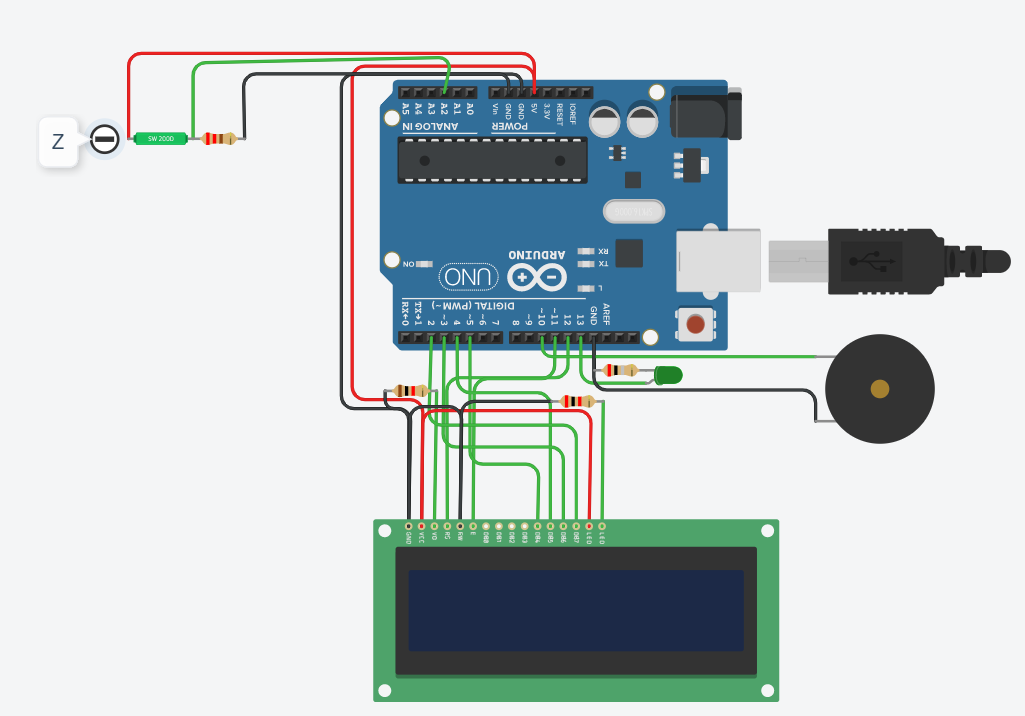 Z
SW 200D
A5
A4
A3
A2
A1
A0
ANALOG IN
Vin
GND
GND
5V
3.3V
RESET
IOREF
POWER
RX
TX
L
ON
ARDUINO
UNO
DIGITAL (PWM ~)
RX←0
TX→1
2
~3
4
~5
~6
7
8
~9
~10
~11
12
13
GND
AREF
GND
VCC
V0
RS
RW
E
DB0
DB1
DB2
DB3
DB4
DB5
DB6
DB7
LED
LED